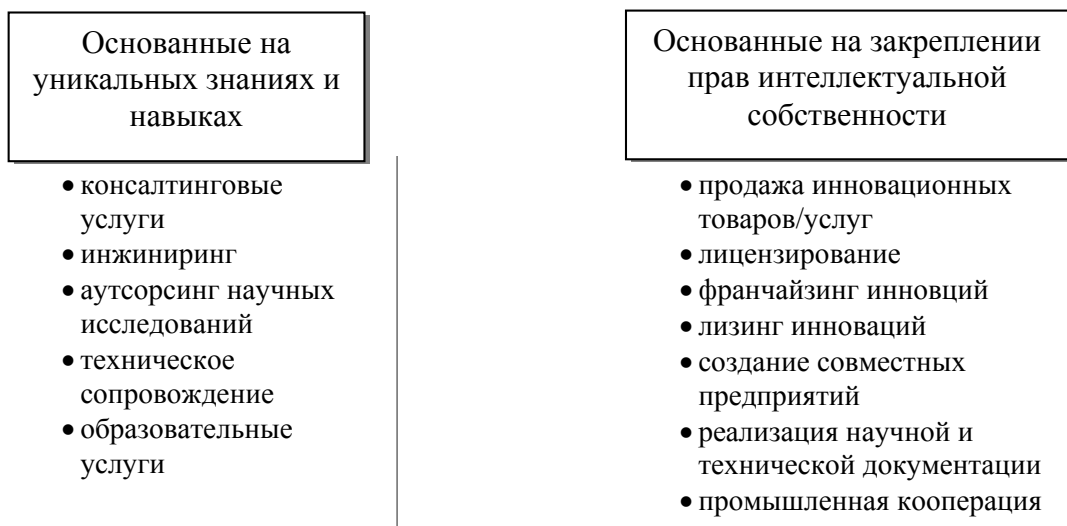 Основанные на
уникальных знаниях и
навыках
• консалтинговые
услуги
• инжиниринг
• аутсорсинг научных
исследований
• техническое
сопровождение
• образовательные
услуги
Основанные на закреплении
прав интеллектуальной
собственности
• продажа инновационных
товаров/услуг
• лицензирование
• франчайзинг инновций
• лизинг инноваций
• создание совместных
предприятий
• реализация научной и
технической документации
• промышленная кооперация